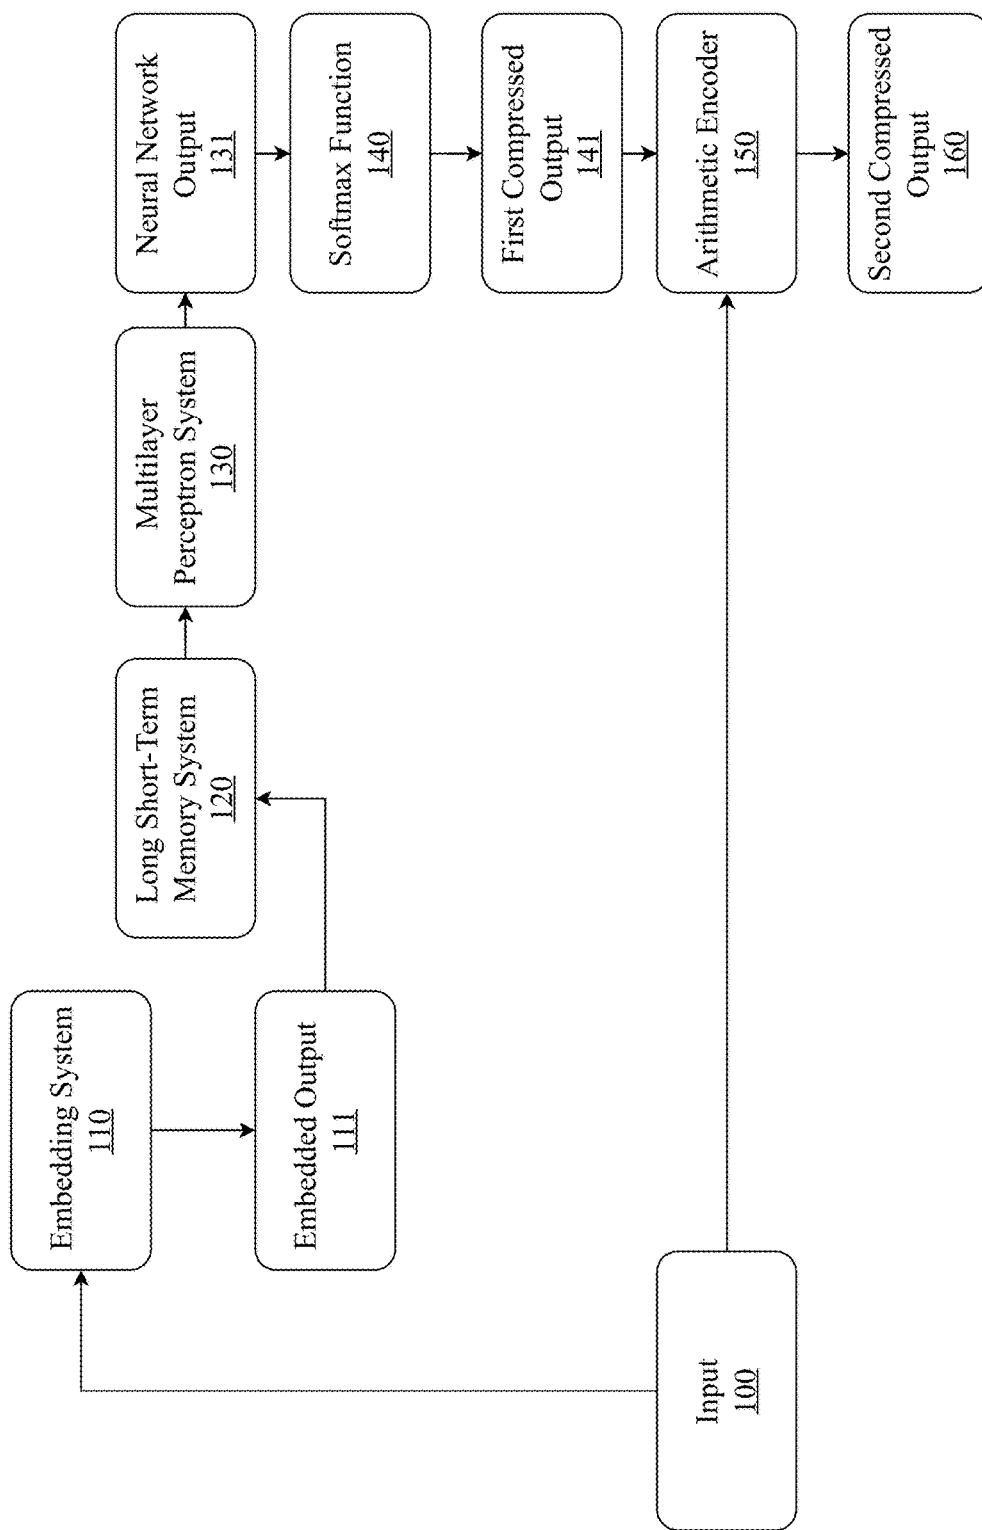 Input
100
Embedding System
110
Embedded Output
111
Long Short-Term
Memory System
120
Multilayer
Perceptron System
130
Neural Network
Output
131
Softmax Function
140
First Compressed
Output
141
Arithmetic Encoder
150
Second Compressed
Output
160